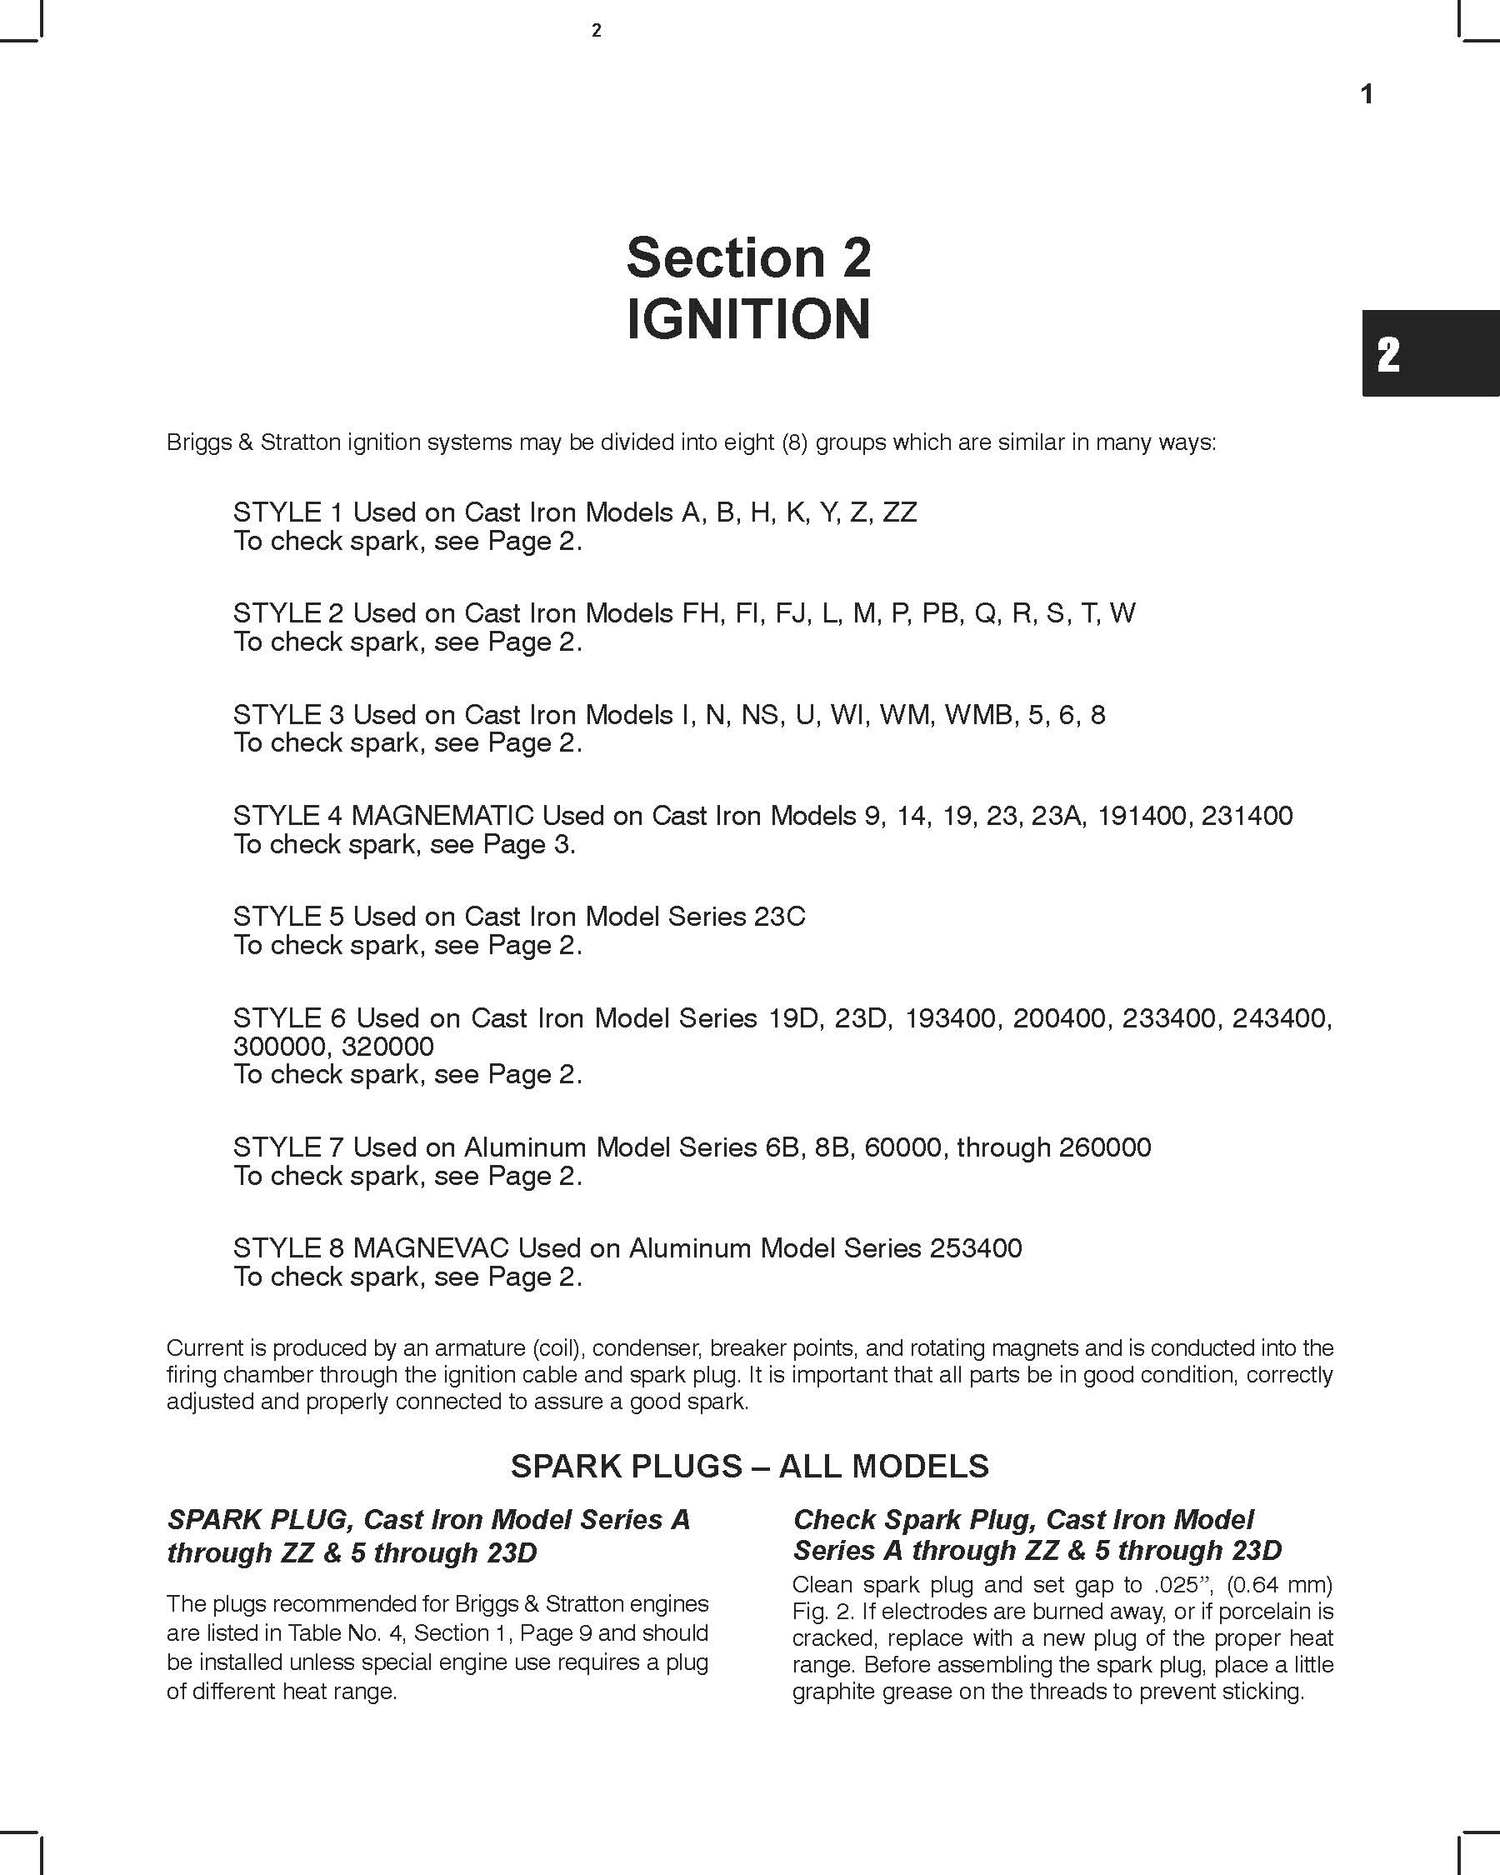 2
1
Section 2
IGNITION
2
Briggs & Stratton ignition systems may be divided into eight (8) groups which are similar in many ways:
STYLE 1 Used on Cast Iron Models A, B, H, K, Y, Z, ZZ
To check spark, see Page 2.
STYLE 2 Used on Cast Iron Models FH, FI, FJ, L, M, P, PB, Q, R, S, T, W
To check spark, see Page 2.
STYLE 3 Used on Cast Iron Models I, N, NS, U, WI, WM, WMB, 5, 6, 8
To check spark, see Page 2.
STYLE 4 MAGNEMATIC Used on Cast Iron Models 9, 14, 19, 23, 23A, 191400, 231400
To check spark, see Page 3.
STYLE 5 Used on Cast Iron Model Series 23C
To check spark, see Page 2.
STYLE 6 Used on Cast Iron Model Series 19D, 23D, 193400, 200400, 233400, 243400,
300000, 320000
To check spark, see Page 2.
STYLE 7 Used on Aluminum Model Series 6B, 8B, 60000, through 260000
To check spark, see Page 2.
STYLE 8 MAGNEVAC Used on Aluminum Model Series 253400
To check spark, see Page 2.
Current is produced by an armature (coil), condenser, breaker points, and rotating magnets and is conducted into the
firing chamber through the ignition cable and spark plug. It is important that all parts be in good condition, correctly
adjusted and properly connected to assure a good spark.
SPARK PLUGS – ALL MODELS
SPARK PLUG, Cast Iron Model Series A
through ZZ & 5 through 23D
The plugs recommended for Briggs & Stratton engines
are listed in Table No. 4, Section 1, Page 9 and should
be installed unless special engine use requires a plug
of different heat range.
Check Spark Plug, Cast Iron Model
Series A through ZZ & 5 through 23D
Clean spark plug and set gap to .025”, (0.64 mm)
Fig. 2. If electrodes are burned away, or if porcelain is
cracked, replace with a new plug of the proper heat
range. Before assembling the spark plug, place a little
graphite grease on the threads to prevent sticking.